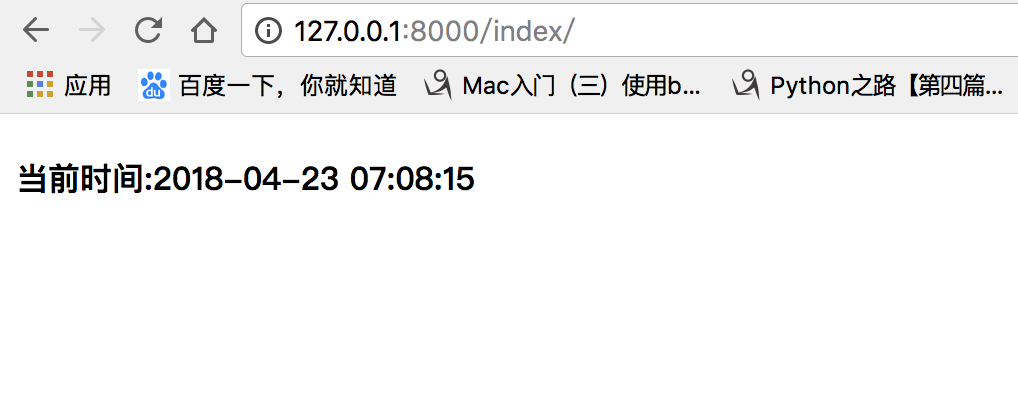 127.0.0.1:8000/index/
应用 du 百度一下，你就知道 Mac入门（三）使用b... Python之路【第四篇...
当前时间:2018-04-23 07:08:15